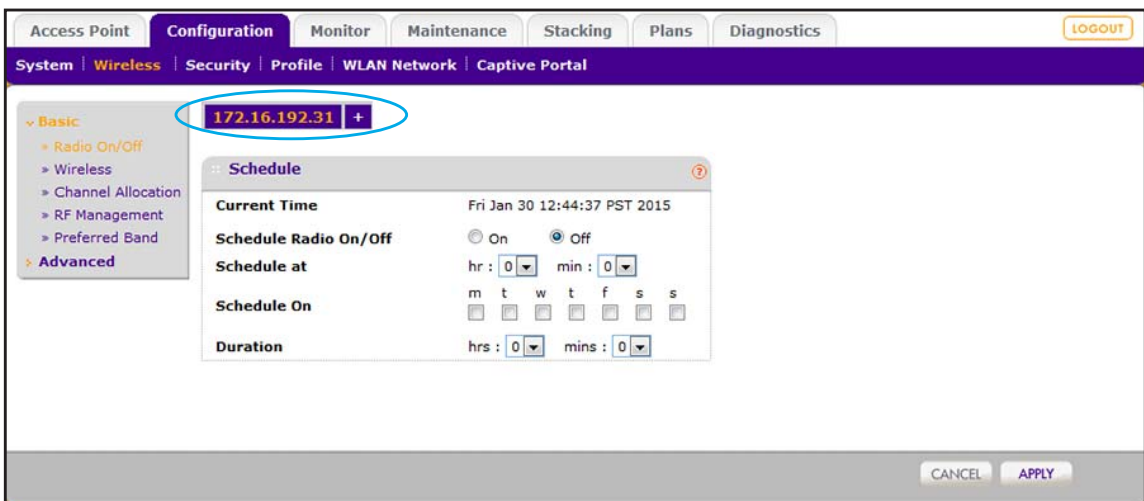 Access Point Configuration Monitor Maintenance Stacking Plans Diagnostics LOGOUT
System | Wireless | Security | Profile | WLAN Network | Captive Portal
Basic
» Radio On/Off
» Wireless
» Channel Allocation
» RF Management
» Preferred Band
Advanced
172.16.192.31 +
Schedule ?
Current Time Fri Jan 30 12:44:37 PST 2015
Schedule Radio On/Off On Off
Schedule at hr : 0 min : 0
m t w t f s s
Schedule On
Duration hrs : 0 mins : 0
CANCEL APPLY